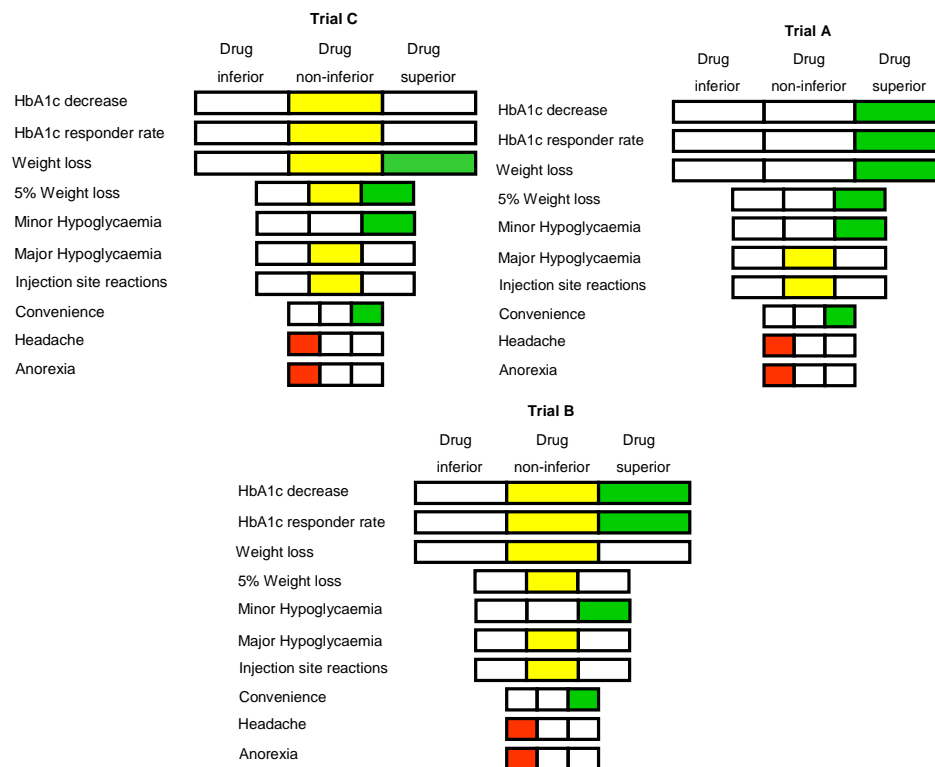 Trial C
Drug Drug Drug
inferior non-inferior superior
HbA1c decrease
HbA1c responder rate
Weight loss
5% Weight loss
Minor Hypoglycaemia
Major Hypoglycaemia
Injection site reactions
Convenience
Headache
Anorexia
Trial A
Drug Drug Drug
inferior non-inferior superior
HbA1c decrease
HbA1c responder rate
Weight loss
5% Weight loss
Minor Hypoglycaemia
Major Hypoglycaemia
Injection site reactions
Convenience
Headache
Anorexia
Trial B
Drug Drug Drug
inferior non-inferior superior
HbA1c decrease
HbA1c responder rate
Weight loss
5% Weight loss
Minor Hypoglycaemia
Major Hypoglycaemia
Injection site reactions
Convenience
Headache
Anorexia